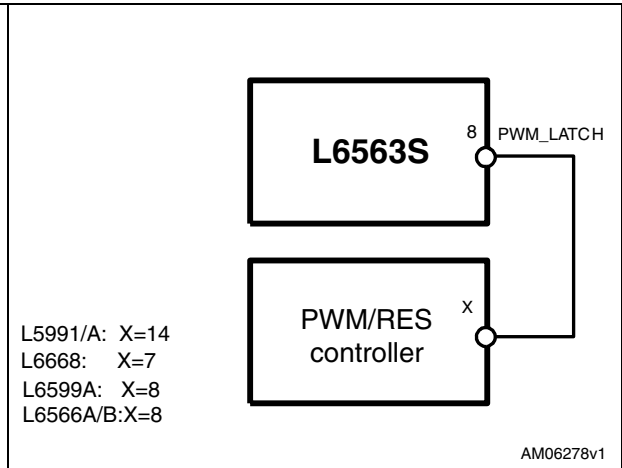 L6563S
8 PWM_LATCH
PWM/RES
controller
X
L5991/A: X=14
L6668: X=7
L6599A: X=8
L6566A/B:X=8
AM06278v1